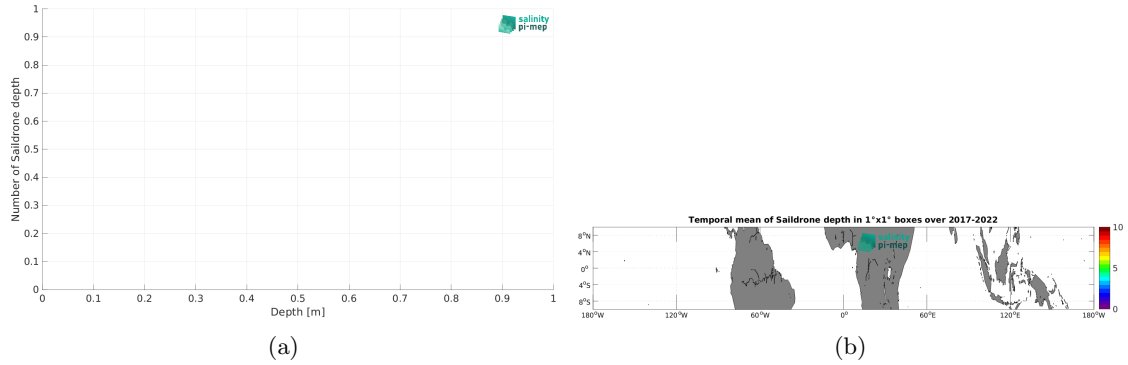 1
0.9
0.8
0.7
0.6
0.5
0.4
0.3
0.2
0.1
0
Number of Saildrone depth
salinity
pi-mep
0 0.1 0.2 0.3 0.4 0.5 0.6 0.7 0.8 0.9 1
Depth [m]
(a)
Temporal mean of Saildrone depth in 1°x1° boxes over 2017-2022
8°N
4°N
0°
4°S
8°S
salinity
pi-mep
10
5
0
180°W 120°W 60°W 0° 60°E 120°E 180°W
(b)